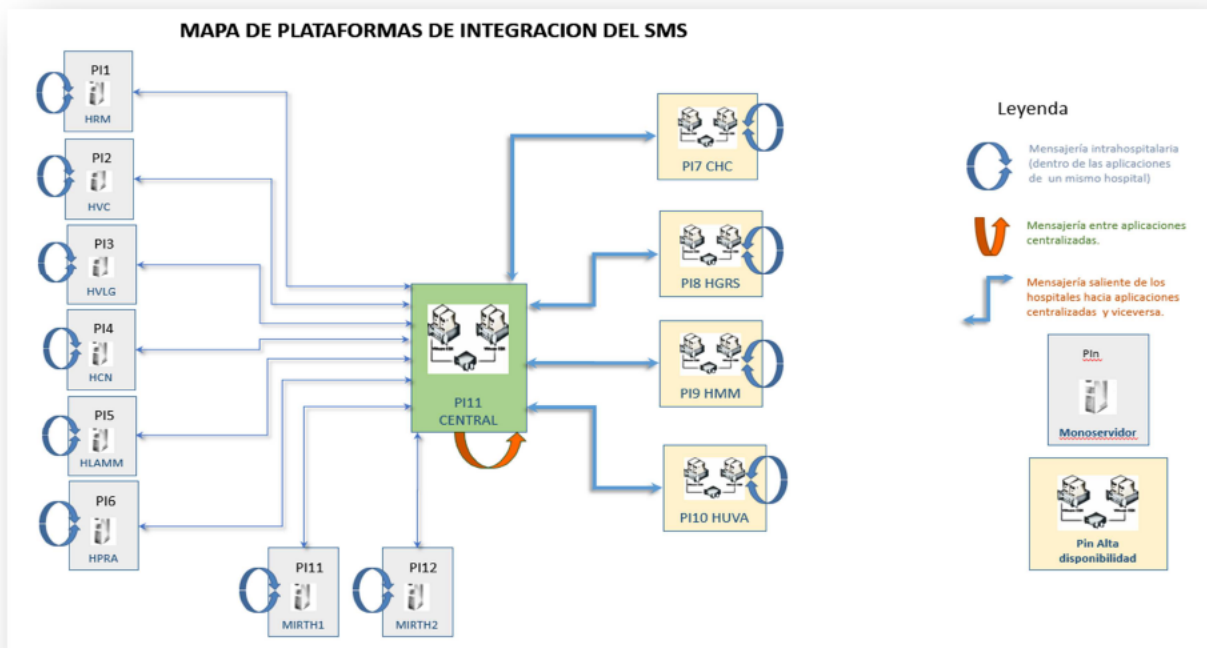 MAPA DE PLATAFORMAS DE INTEGRACION DEL SMS
PI1
HRM
PI2
HVC
PI3
HVLG
PI4
HCN
PI5
HLAMM
PI6
HPRA
PI11
MIRTH1
PI12
MIRTH2
PI11
CENTRAL
PI7 CHC
PI8 HGRS
PI9 HMM
PI10 HUVA
Leyenda
Mensajería intrahospitalaria
(dentro de las aplicaciones
de un mismo hospital)
Mensajería entre aplicaciones
centralizadas.
Mensajería saliente de los
hospitales hacia aplicaciones
centralizadas y viceversa.
PIn
Monoservidor
Pin Alta
disponibilidad